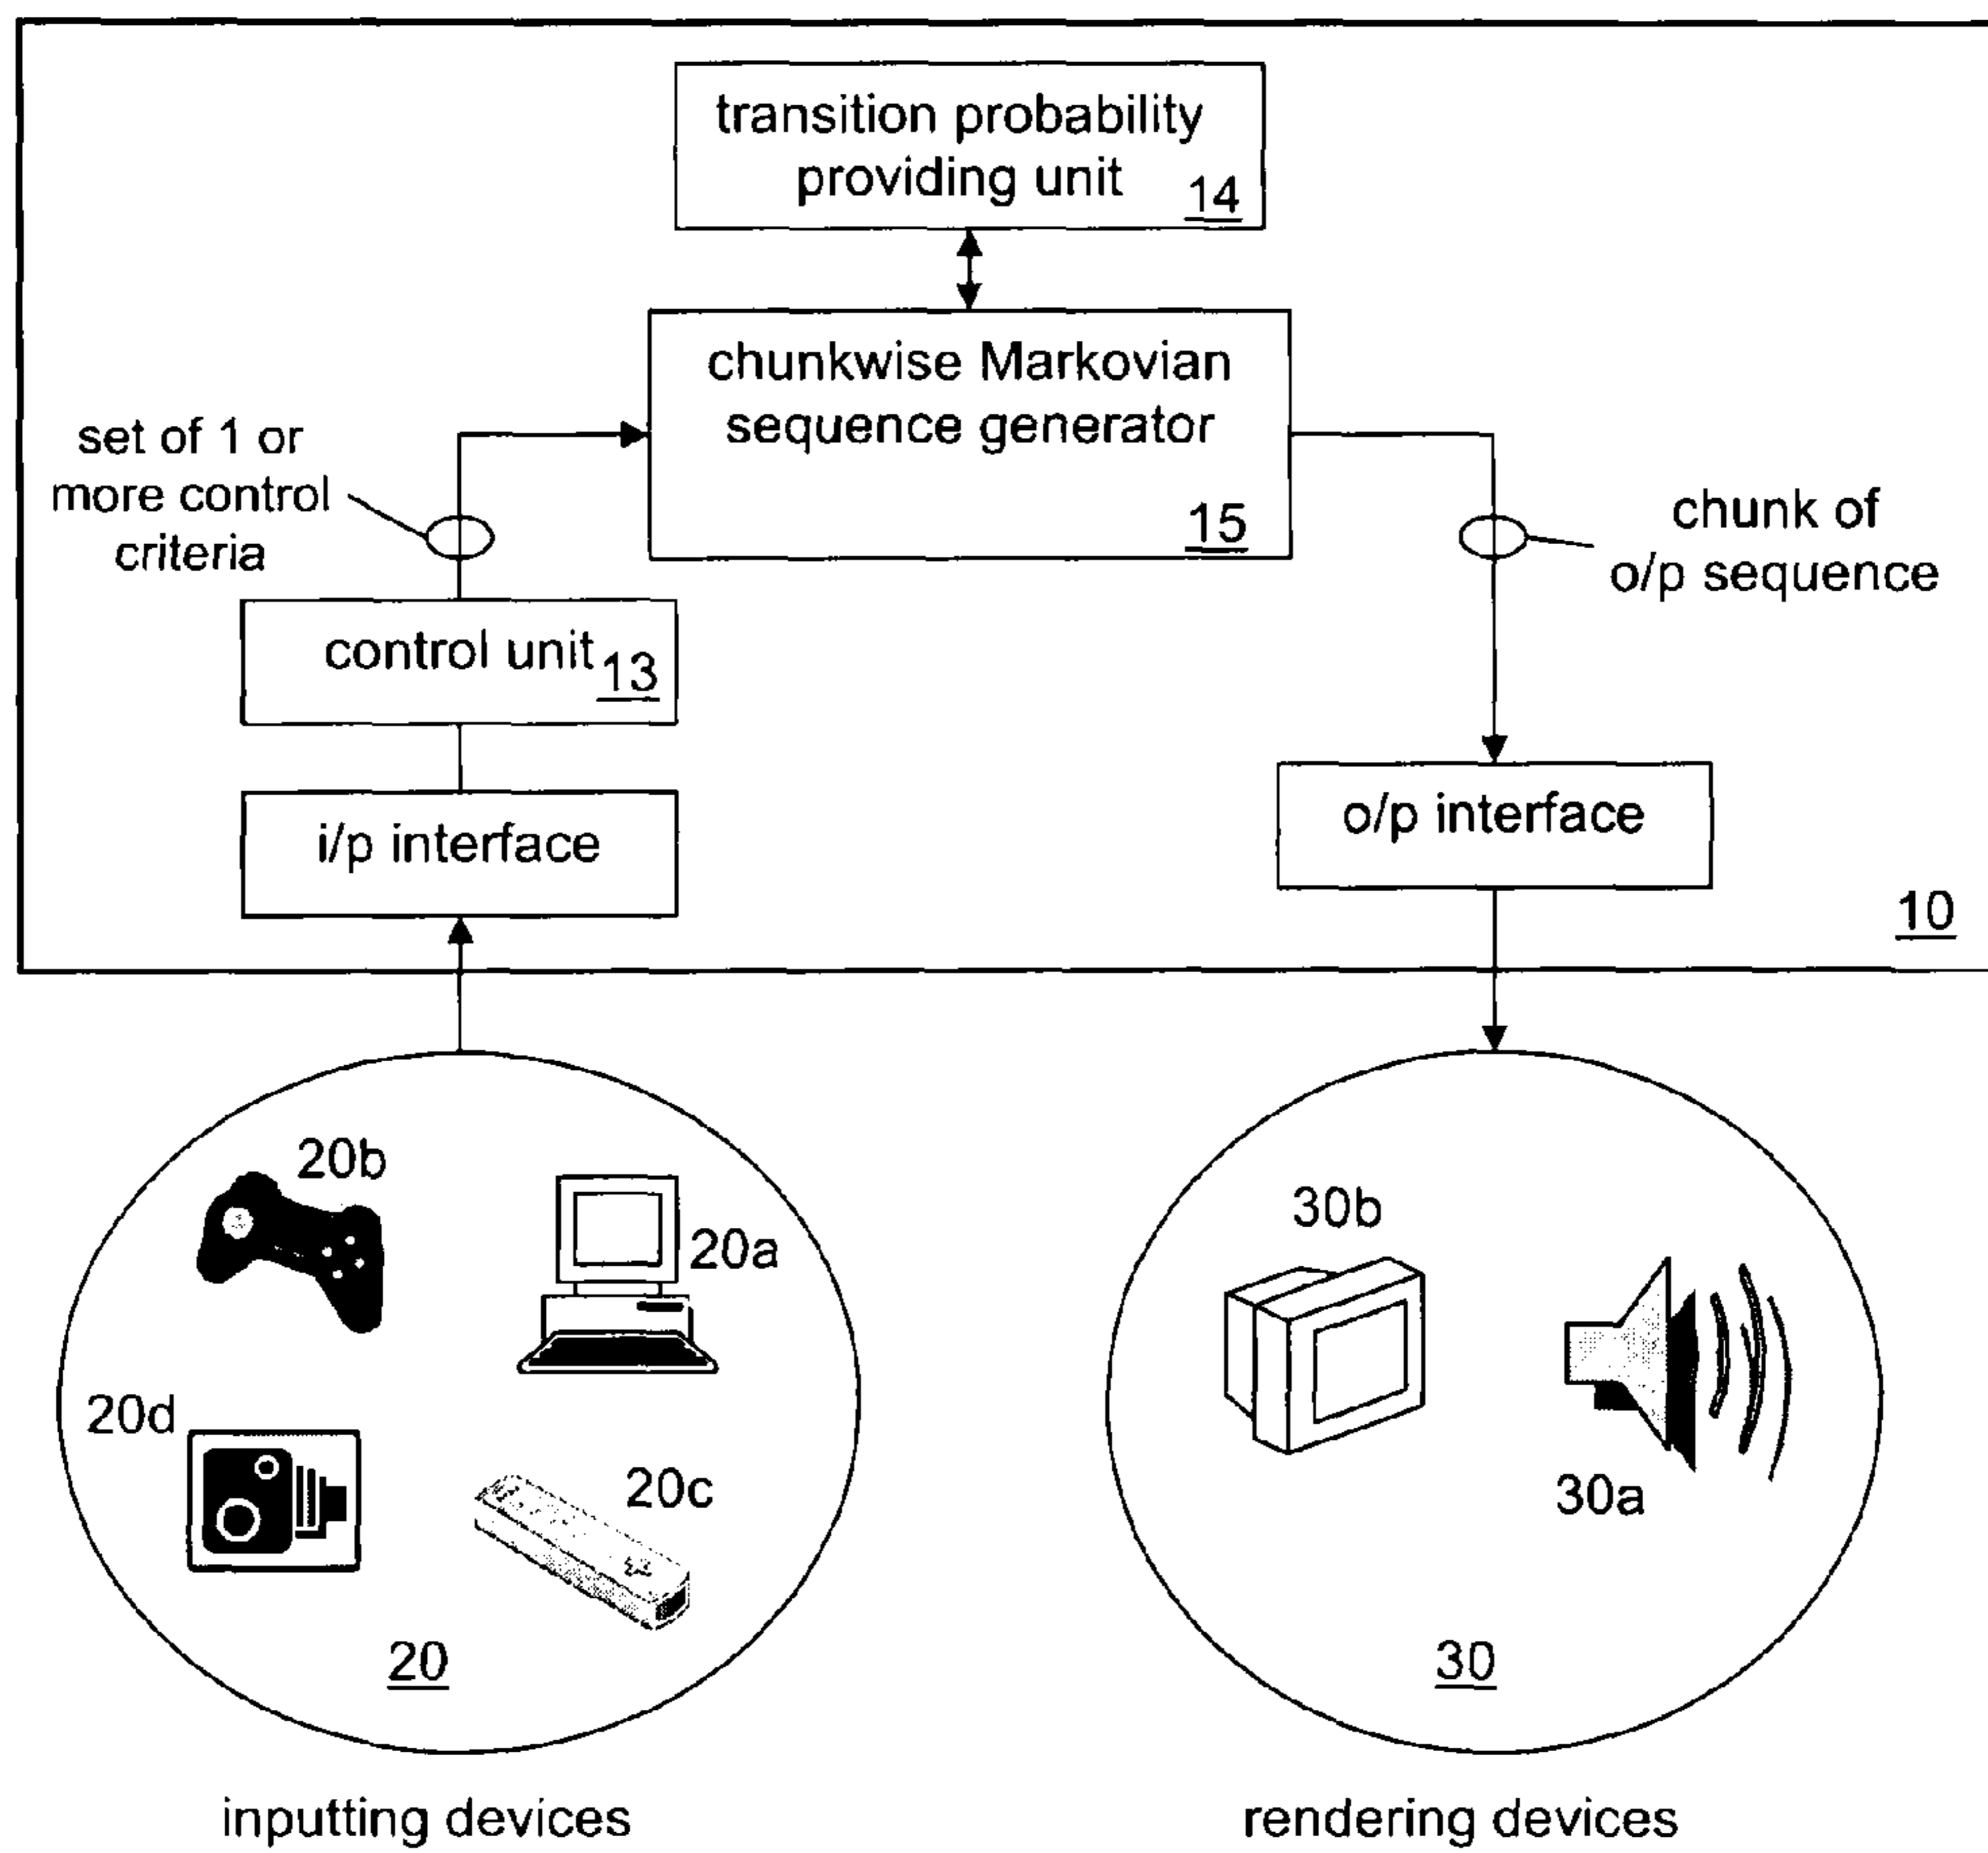 transition probability
providing unit 14
chunkwise Markovian
sequence generator
15
set of 1 or
more control
criteria
chunk of
o/p sequence
control unit 13
i/p interface
o/p interface
10
20b
20a
20d
20c
20
30b
30a
30
inputting devices
rendering devices